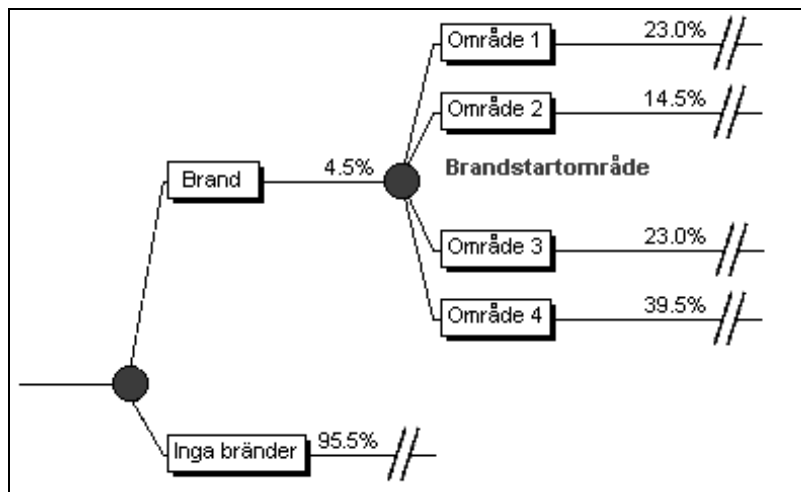 Område 1
23.0%
Område 2
14.5%
Brand
4.5%
Brandstartområde
Område 3
23.0%
Område 4
39.5%
Inga bränder
95.5%